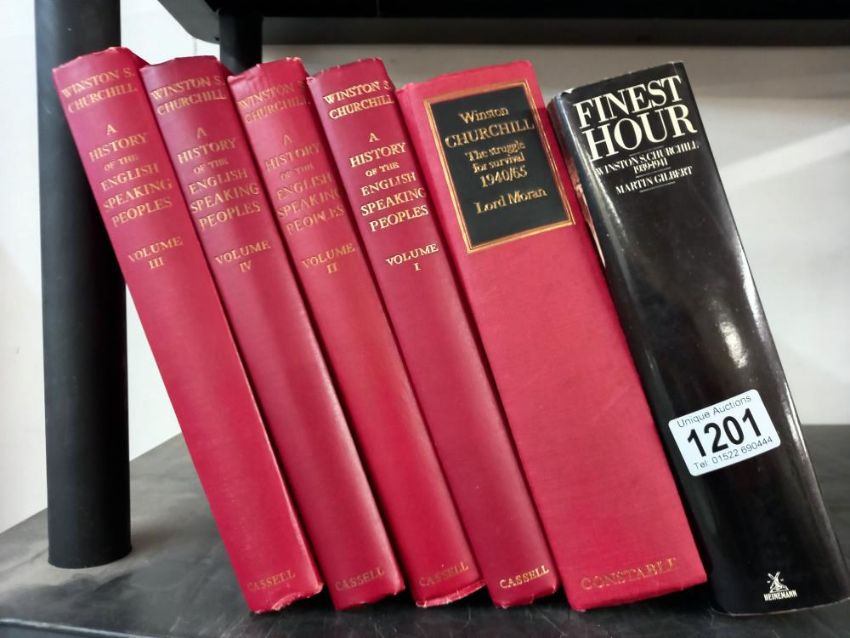 WINSTON S.
CHURCHILL
A
HISTORY
OF THE
ENGLISH
SPEAKING
PEOPLES
VOLUME
III
CASSELL
WINSTON S.
CHURCHILL
A
HISTORY
OF THE
ENGLISH
SPEAKING
PEOPLES
VOLUME
IV
CASSELL
WINSTON S.
CHURCHILL
A
HISTORY
OF THE
ENGLISH
SPEAKING
PEOPLES
VOLUME
II
CASSELL
WINSTON S.
CHURCHILL
A
HISTORY
OF THE
ENGLISH
SPEAKING
PEOPLES
VOLUME
I
CASSELL
Winston
CHURCHILL
The struggle
for survival
1940/65
Lord Moran
CONSTABLE
FINEST
HOUR
WINSTON S. CHURCHILL
1939-1941
MARTIN GILBERT
Unique Auctions
1201
Tel: 01522 690444
HEINEMANN